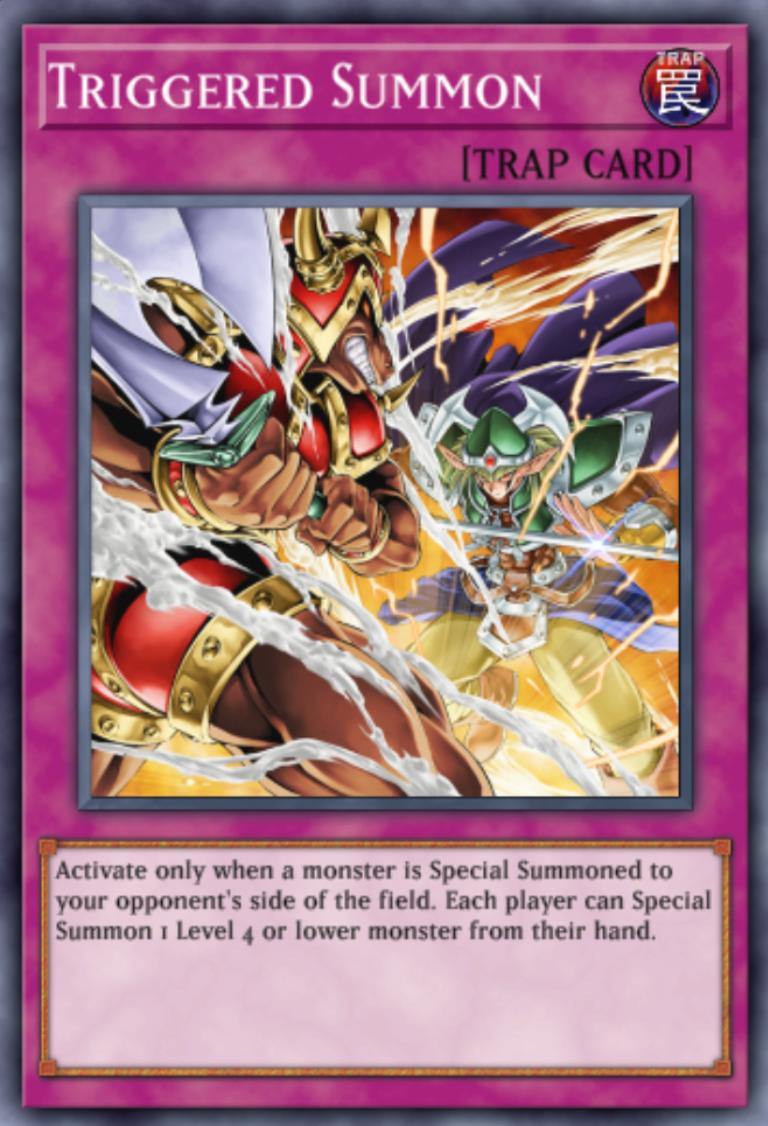 TRIGGERED SUMMON
TRAP
罠
[TRAP CARD]
Activate only when a monster is Special Summoned to
your opponent's side of the field. Each player can Special
Summon 1 Level 4 or lower monster from their hand.